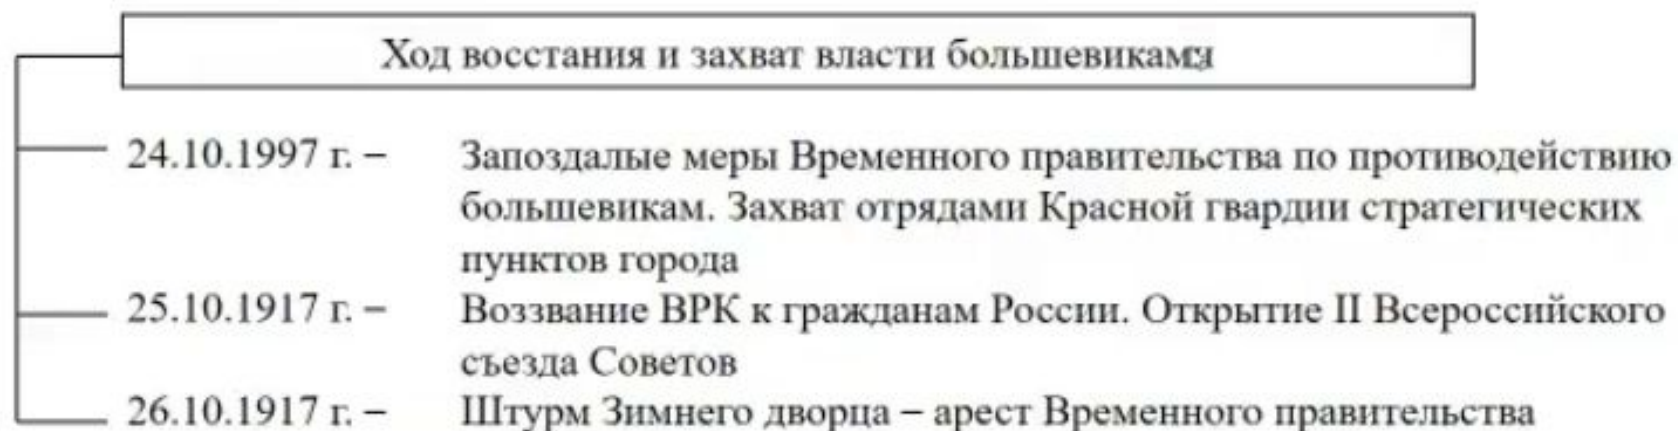 Ход восстания и захват власти большевиками
24.10.1997 г. – Запоздалые меры Временного правительства по противодействию
большевикам. Захват отрядами Красной гвардии стратегических
пунктов города
25.10.1917 г. – Воззвание ВРК к гражданам России. Открытие II Всероссийского
съезда Советов
26.10.1917 г. – Штурм Зимнего дворца – арест Временного правительства